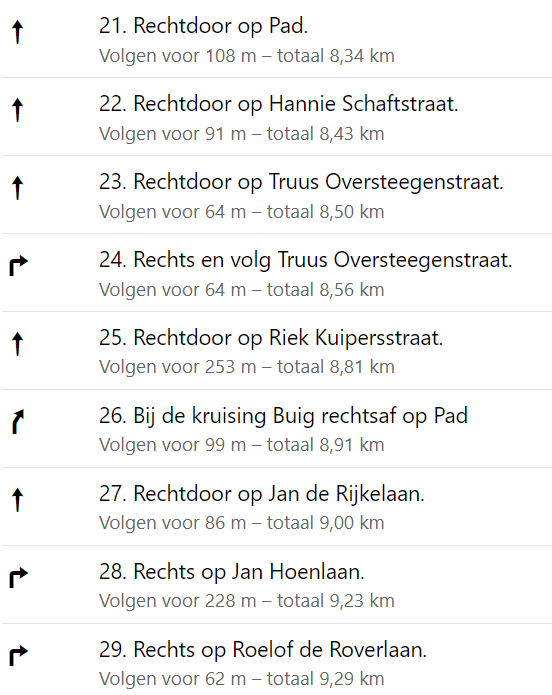 21. Rechtdoor op Pad.
Volgen voor 108 m – totaal 8,34 km
22. Rechtdoor op Hannie Schaftstraat.
Volgen voor 91 m – totaal 8,43 km
23. Rechtdoor op Truus Oversteegenstraat.
Volgen voor 64 m – totaal 8,50 km
24. Rechts en volg Truus Oversteegenstraat.
Volgen voor 64 m – totaal 8,56 km
25. Rechtdoor op Riek Kuipersstraat.
Volgen voor 253 m – totaal 8,81 km
26. Bij de kruising Buig rechtsaf op Pad
Volgen voor 99 m – totaal 8,91 km
27. Rechtdoor op Jan de Rijkelaan.
Volgen voor 86 m – totaal 9,00 km
28. Rechts op Jan Hoenlaan.
Volgen voor 228 m – totaal 9,23 km
29. Rechts op Roelof de Roverlaan.
Volgen voor 62 m – totaal 9,29 km